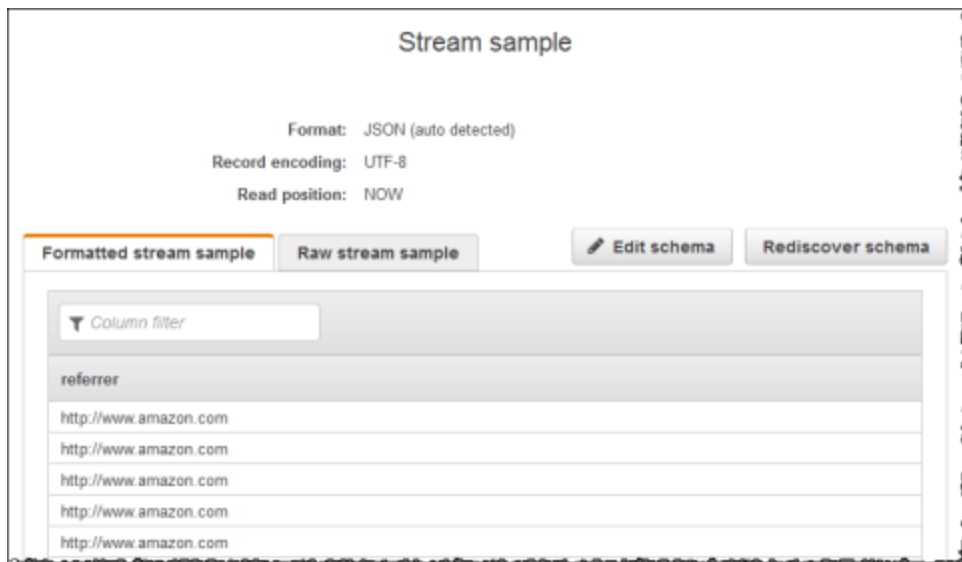 Stream sample
Format: JSON (auto detected)
Record encoding: UTF-8
Read position: NOW
Formatted stream sample Raw stream sample Edit schema Rediscover schema
Column filter
referrer
http://www.amazon.com
http://www.amazon.com
http://www.amazon.com
http://www.amazon.com
http://www.amazon.com